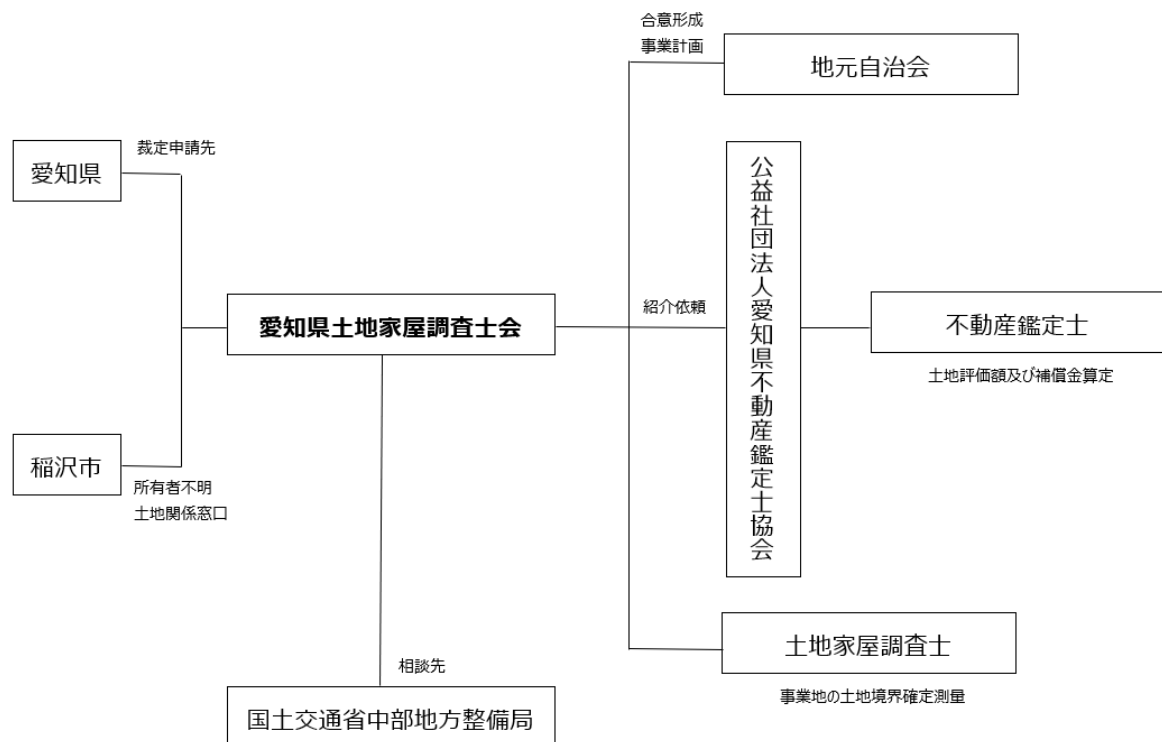 合意形成
事業計画
地元自治会
愛知県
裁定申請先
公益社団法人愛知県不動産鑑定士協会
愛知県土地家屋調査士会
紹介依頼
不動産鑑定士
土地評価額及び補償金算定
稲沢市
所有者不明
土地関係窓口
土地家屋調査士
事業地の土地境界確定測量
相談先
国土交通省中部地方整備局